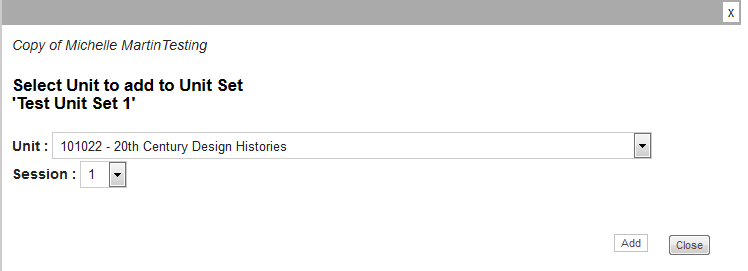 X
Copy of Michelle MartinTesting
Select Unit to add to Unit Set
'Test Unit Set 1'
Unit : 101022 - 20th Century Design Histories
Session : 1
Add Close